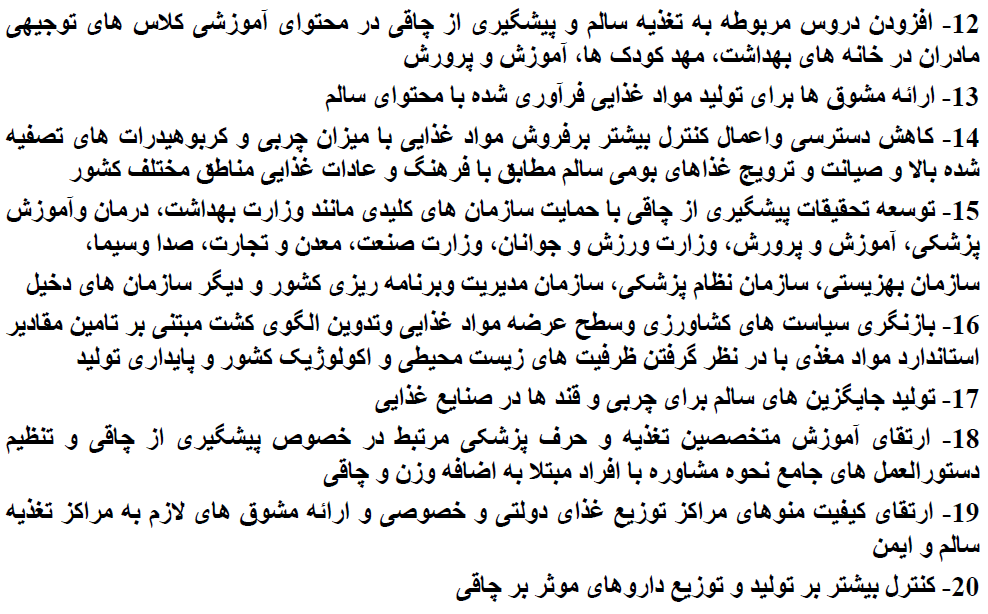 12- افزودن دروس مربوطه به تغذیه سالم و پیشگیری از چاقی در محتوای آموزشی کلاس های توجیهی
مادران در خانه های بهداشت، مهد کودک ها، آموزش و پرورش
13- ارائه مشوق ها برای تولید مواد غذایی فرآوری شده با محتوای سالم
14- کاهش دسترسی واعمال کنترل بیشتر برفروش مواد غذایی با میزان چربی و کربوهیدرات های تصفیه
شده بالا و صیانت و ترویج غذاهای بومی سالم مطابق با فرهنگ و عادات غذایی مناطق مختلف کشور
15- توسعه تحقیقات پیشگیری از چاقی با حمایت سازمان های کلیدی مانند وزارت بهداشت، درمان وآموزش
پزشکی، آموزش و پرورش، وزارت ورزش و جوانان، وزارت صنعت، معدن و تجارت، صدا وسیما،
سازمان بهزیستی، سازمان نظام پزشکی، سازمان مدیریت وبرنامه ریزی کشور و دیگر سازمان های دخیل
16- بازنگری سیاست های کشاورزی وسطح عرضه مواد غذایی وتدوین الگوی کشت مبتنی بر تامین مقادیر
استاندارد مواد مغذی با در نظر گرفتن ظرفیت های زیست محیطی و اکولوژیک کشور و پایداری تولید
17- تولید جایگزین های سالم برای چربی و قند ها در صنایع غذایی
18- ارتقای آموزش متخصصین تغذیه و حرف پزشکی مرتبط در خصوص پیشگیری از چاقی و تنظیم
دستورالعمل های جامع نحوه مشاوره با افراد مبتلا به اضافه وزن و چاقی
19- ارتقای کیفیت منوهای مراکز توزیع غذای دولتی و خصوصی و ارائه مشوق های لازم به مراکز تغذیه
سالم و ایمن
20- کنترل بیشتر بر تولید و توزیع داروهای موثر بر چاقی